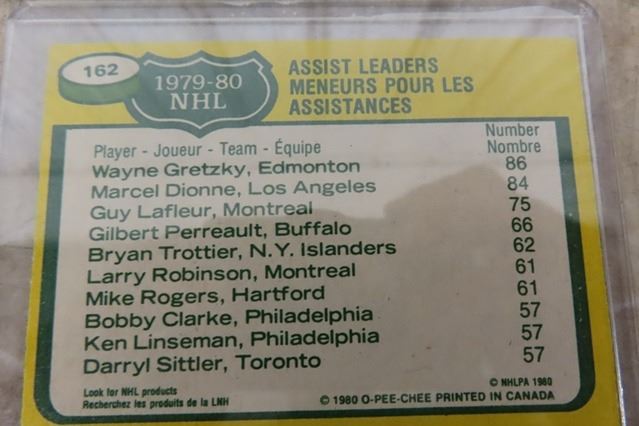 162
1979-80
NHL
ASSIST LEADERS
MENEURS POUR LES
ASSISTANCES
Player - Joueur - Team - Équipe
Number
Nombre
Wayne Gretzky, Edmonton 86
Marcel Dionne, Los Angeles 84
Guy Lafleur, Montreal 75
Gilbert Perreault, Buffalo 66
Bryan Trottier, N.Y. Islanders 62
Larry Robinson, Montreal 61
Mike Rogers, Hartford 61
Bobby Clarke, Philadelphia 57
Ken Linseman, Philadelphia 57
Darryl Sittler, Toronto 57
Look for NHL products
Recherchez les produits de la LNH
© NHLPA 1980
© 1980 O-PEE-CHEE PRINTED IN CANADA